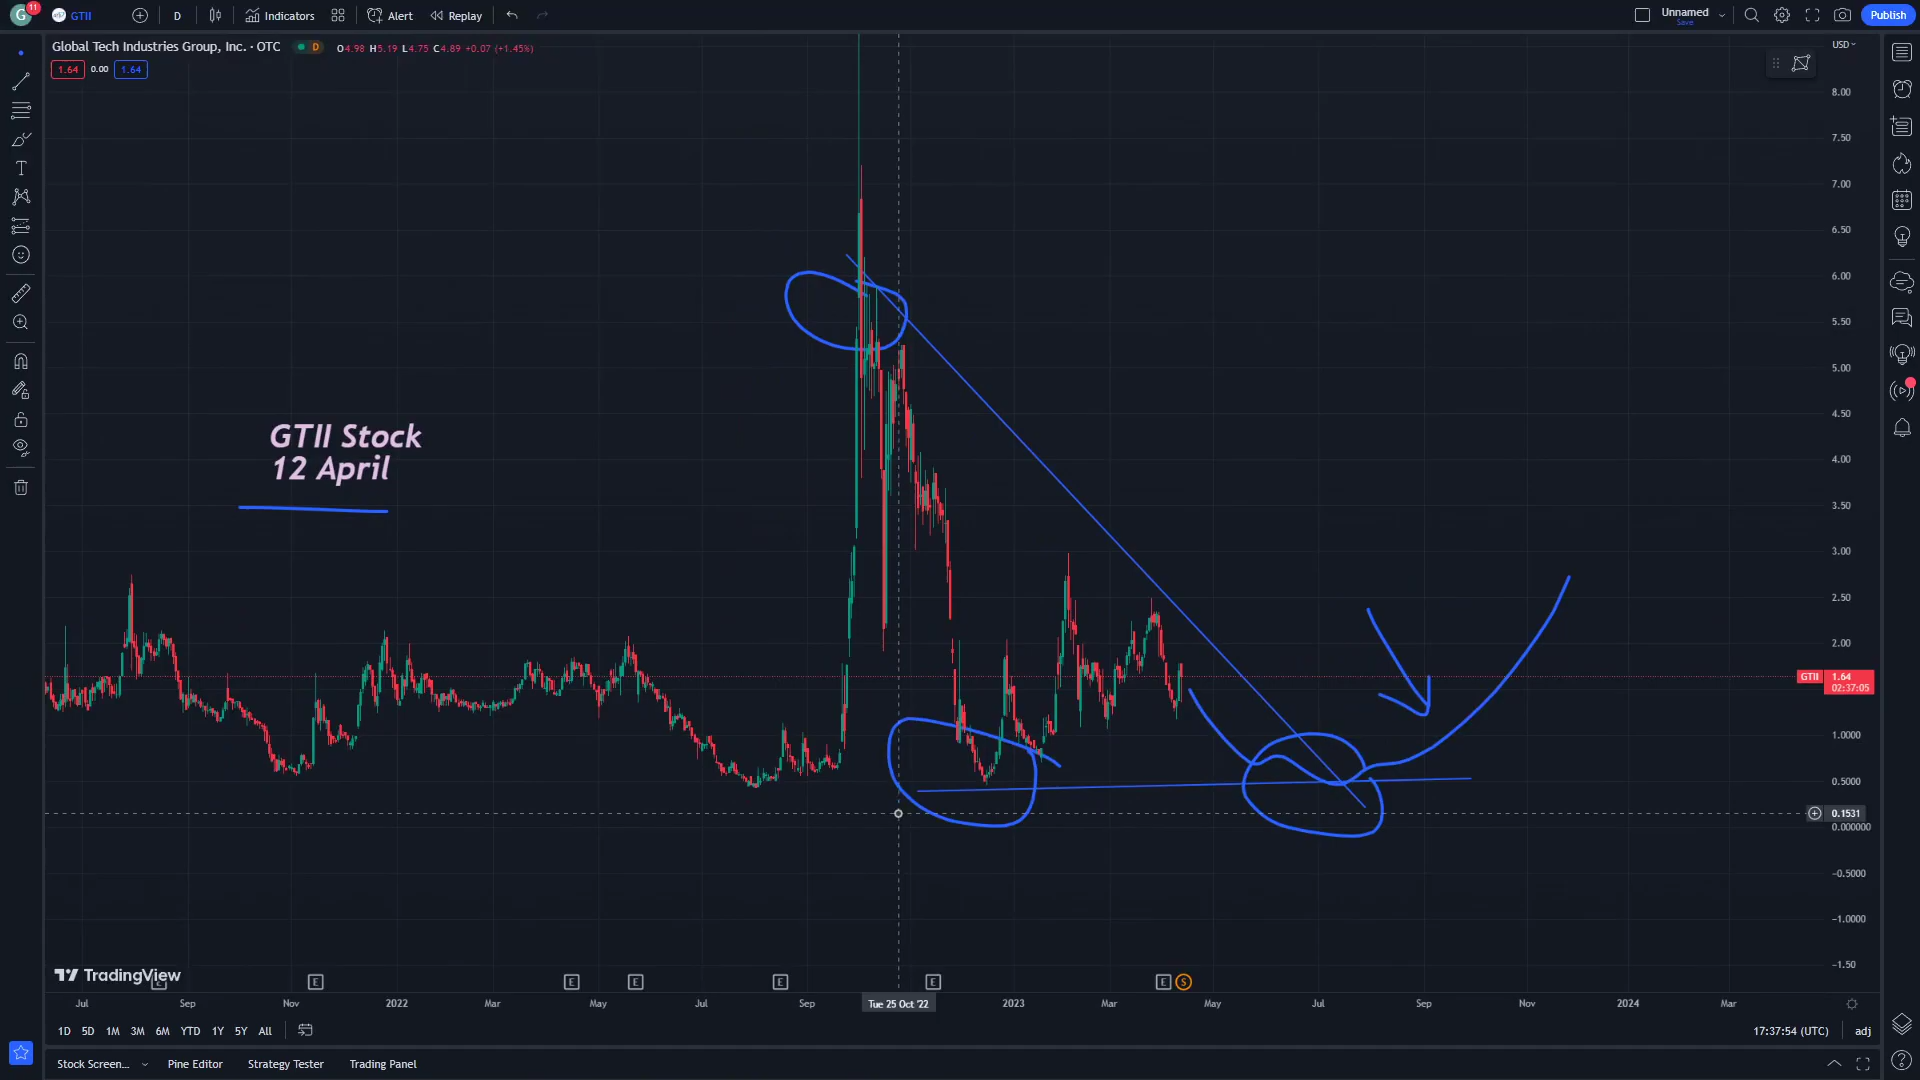 G 11 GTII D Indicators Alert Replay Unnamed Save Publish
Global Tech Industries Group, Inc. · OTC D O4.98 H5.19 L4.75 C4.89 +0.07 (+1.45%) USD
1.64 0.00 1.64
8.00
7.50
7.00
6.50
6.00
5.50
5.00
4.50
4.00
3.50
3.00
2.50
2.00
GTII 1.64
02:37:05
1.0000
0.5000
0.1531
0.000000
-0.5000
-1.0000
-1.50
GTII Stock
12 April
TradingView
E E E E E E E S
Jul Sep Nov 2022 Mar May Jul Sep Tue 25 Oct '22 2023 Mar May Jul Sep Nov 2024 Mar
1D 5D 1M 3M 6M YTD 1Y 5Y All 17:37:54 (UTC) adj
Stock Screen... Pine Editor Strategy Tester Trading Panel